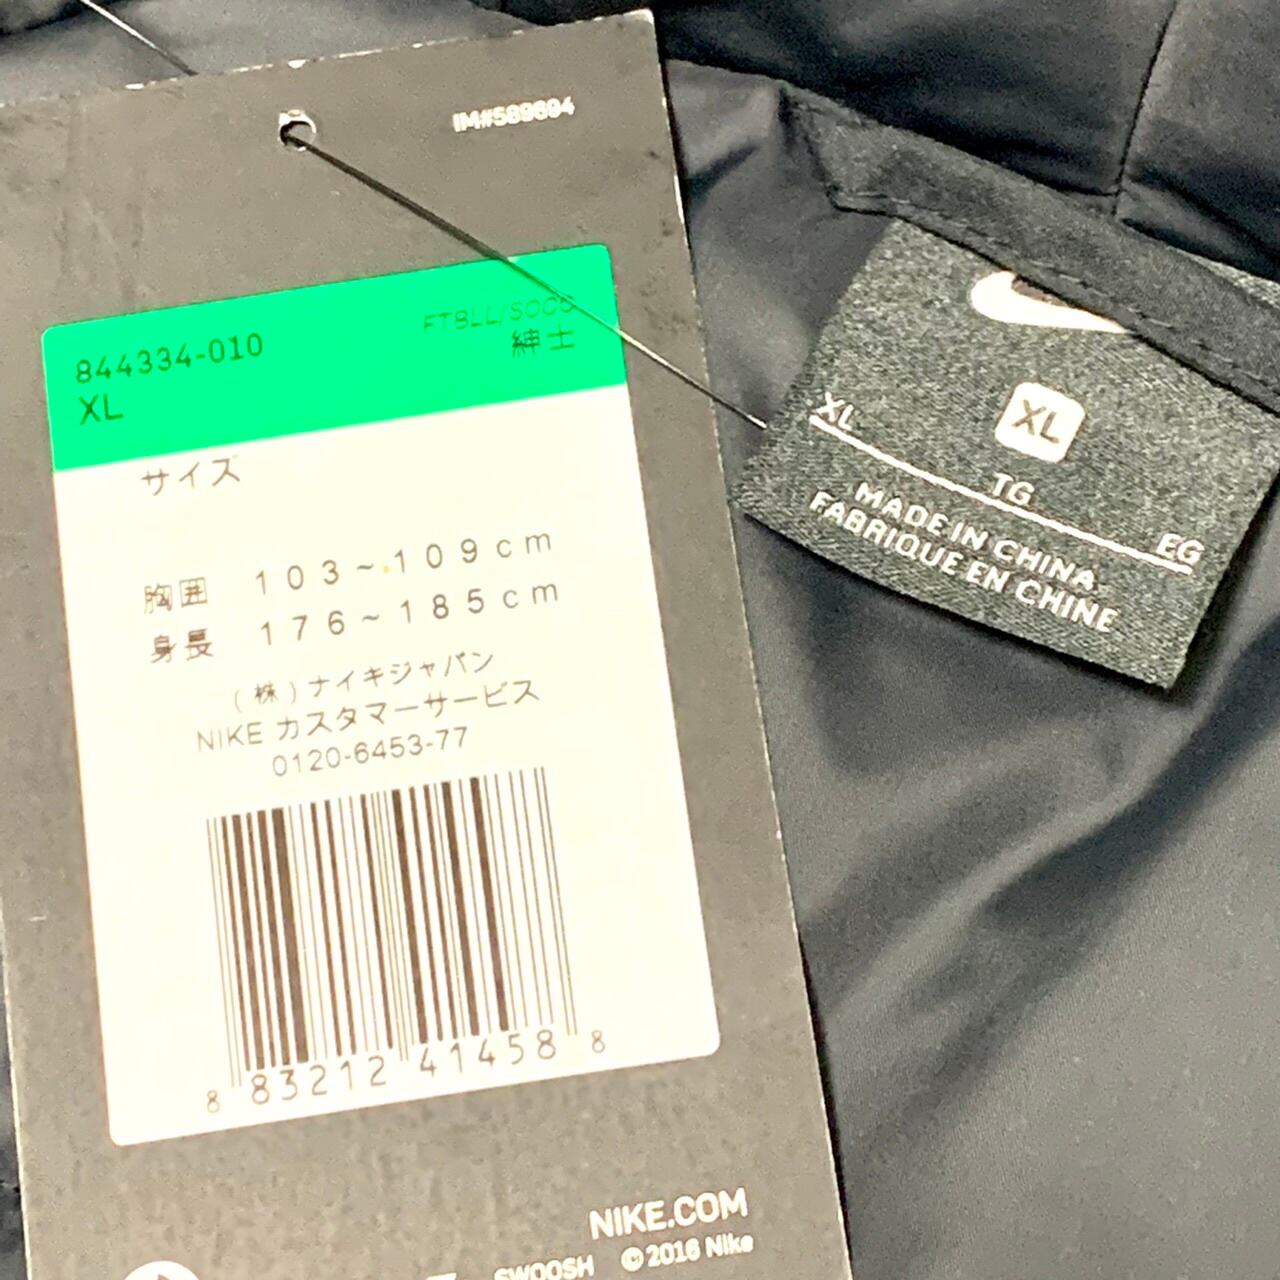 IM#589694
844334-010
FTBLL/SOCC
XL
紳士
サイズ
胸囲 103~109cm
身長 176~185cm
(株)ナイキジャパン
NIKE カスタマーサービス
0120-6453-77
8 83212 41458 8
NIKE.COM
SWOOSH ©2016 Nike
XL
XL TG EG
MADE IN CHINA
FABRIQUE EN CHINE